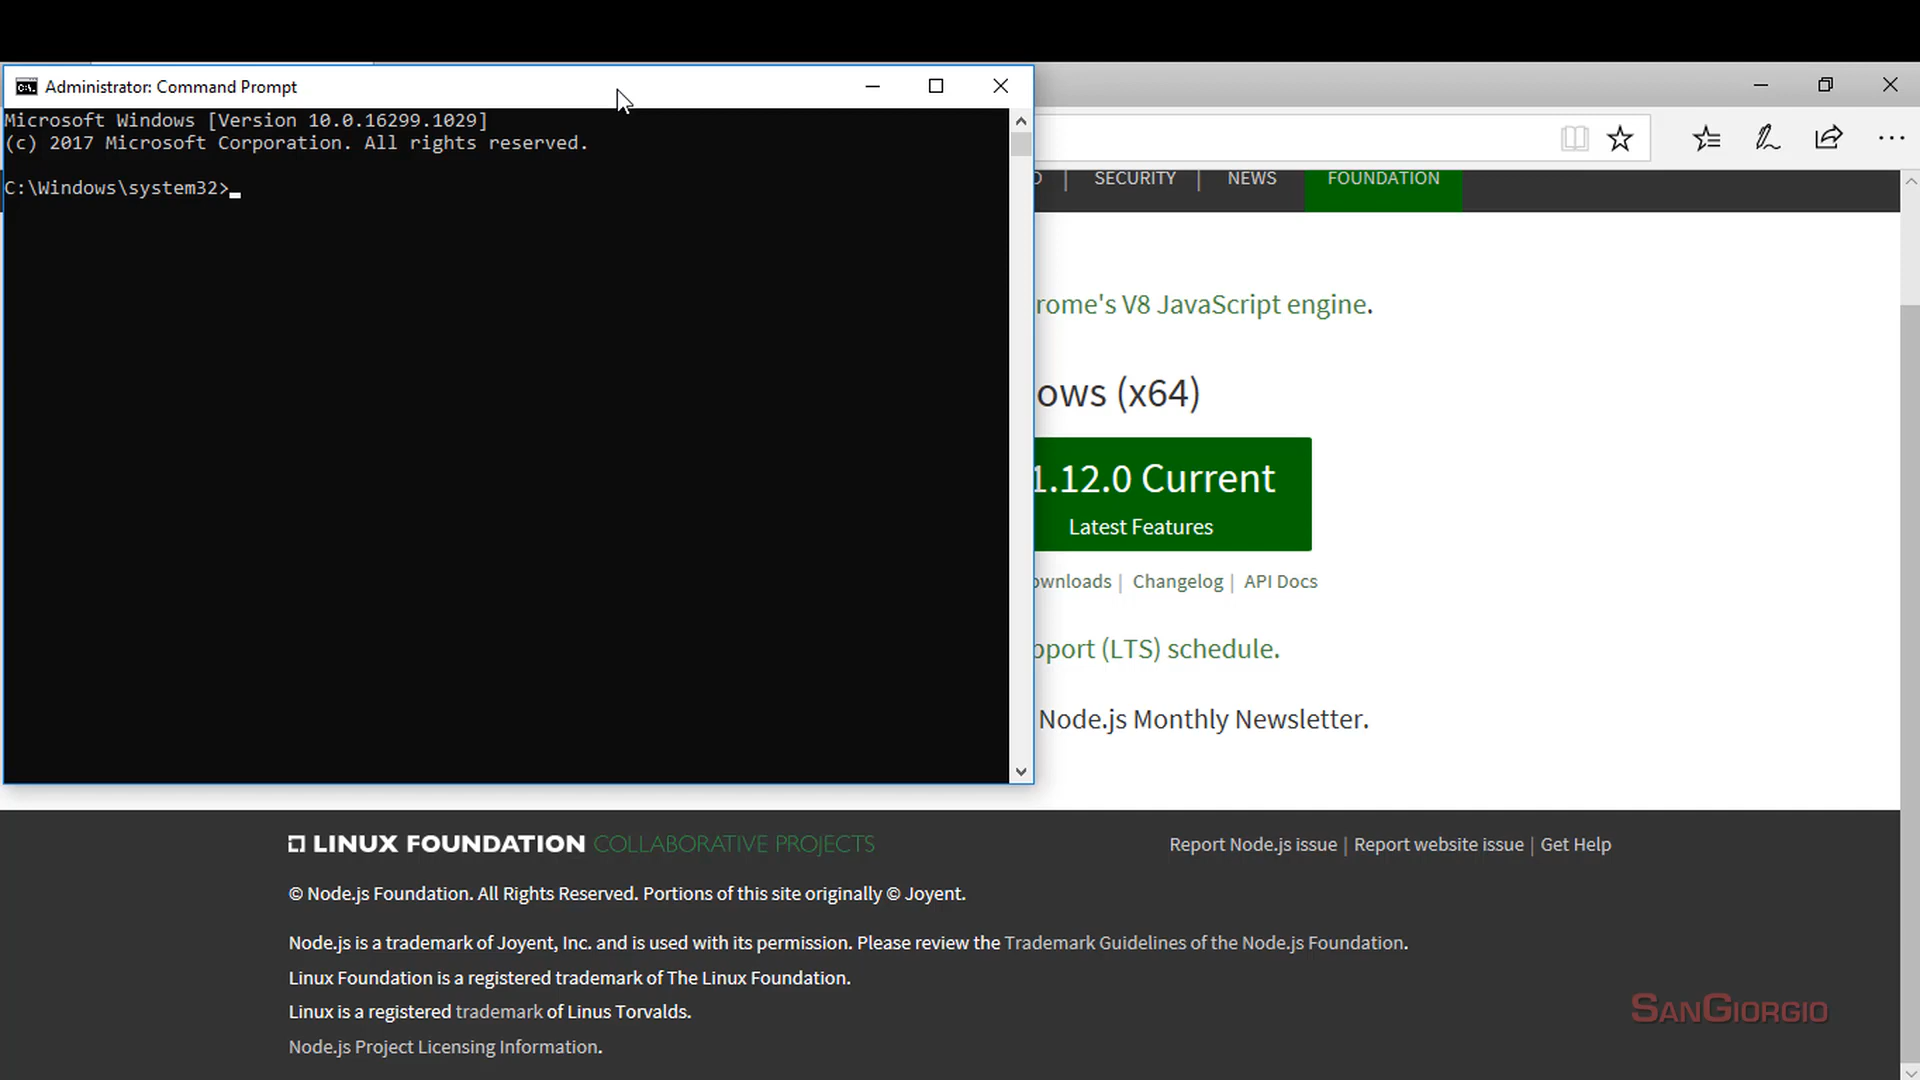 Administrator: Command Prompt
Microsoft Windows [Version 10.0.16299.1029]
(c) 2017 Microsoft Corporation. All rights reserved.
C:\Windows\system32>
| SECURITY | NEWS FOUNDATION
rome's V8 JavaScript engine.
ows (x64)
1.12.0 Current
Latest Features
ownloads | Changelog | API Docs
pport (LTS) schedule.
Node.js Monthly Newsletter.
LINUX FOUNDATION COLLABORATIVE PROJECTS
Report Node.js issue | Report website issue | Get Help
© Node.js Foundation. All Rights Reserved. Portions of this site originally © Joyent.
Node.js is a trademark of Joyent, Inc. and is used with its permission. Please review the Trademark Guidelines of the Node.js Foundation.
Linux Foundation is a registered trademark of The Linux Foundation.
Linux is a registered trademark of Linus Torvalds.
Node.js Project Licensing Information.
SANGIORGIO